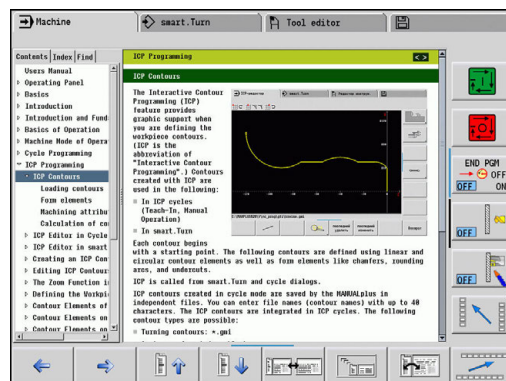 Machine
smart.Turn
Tool editor
Contents Index Find
Users Manual
Operating Panel
Basics
Introduction
Introduction and Fund
Basics of Operation
Machine Mode of Opera
Cycle Programming
ICP Programming
ICP Contours
Loading contours
Form elements
Machining attribu
Calculation of co
ICP Editor in Cycle
ICP Editor in smart
Creating an ICP Con
Editing ICP Contour
The Zoom Function i
Defining the Workpi
Contour Elements of
Contour Elements on
Contour Elements on
ICP Programming
ICP Contours
The Interactive Contour
Programming (ICP)
feature provides
graphic support when
you are defining the
workpiece contours.
(ICP is the
abbreviation of
"Interactive Contour
Programming".) Contours
created with ICP are
used in the following:
In ICP cycles
(Teach-In, Manual
Operation)
In smart.Turn
Each contour begins
with a starting point. The following contours are defined using linear and
circular contour elements as well as form elements like chamfers, rounding
arcs, and undercuts.
ICP is called from smart.Turn and cycle dialogs.
ICP contours created in cycle mode are saved by the MANUALplus in
independent files. You can enter file names (contour names) with up to 40
characters. The ICP contours are integrated in ICP cycles. The following
contour types are possible:
Turning contours: *.gmi
smart.Turn
END PGM
OFF
OFF ON
OFF
OFF